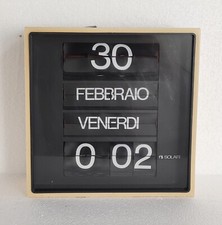 30
FEBBRAIO
VENERDI
0 02
SOLARI